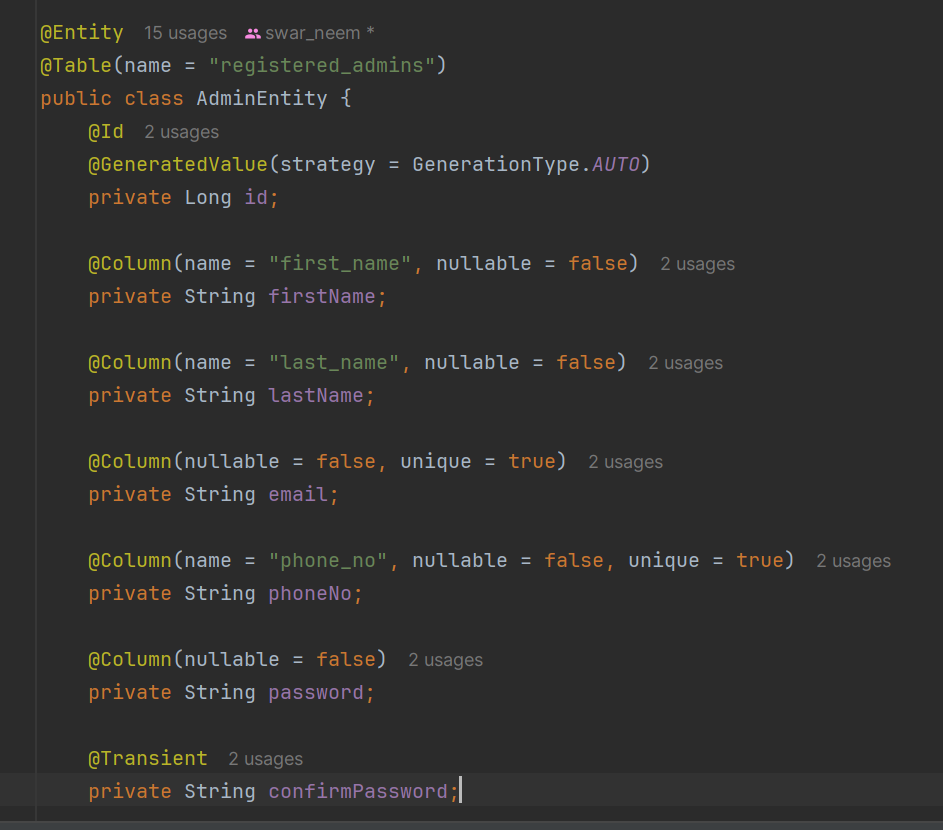 @Entity 15 usages swar_neem *
@Table(name = "registered_admins")
public class AdminEntity {
@Id 2 usages
@GeneratedValue(strategy = GenerationType.AUTO)
private Long id;
@Column(name = "first_name", nullable = false) 2 usages
private String firstName;
@Column(name = "last_name", nullable = false) 2 usages
private String lastName;
@Column(nullable = false, unique = true) 2 usages
private String email;
@Column(name = "phone_no", nullable = false, unique = true) 2 usages
private String phoneNo;
@Column(nullable = false) 2 usages
private String password;
@Transient 2 usages
private String confirmPassword;